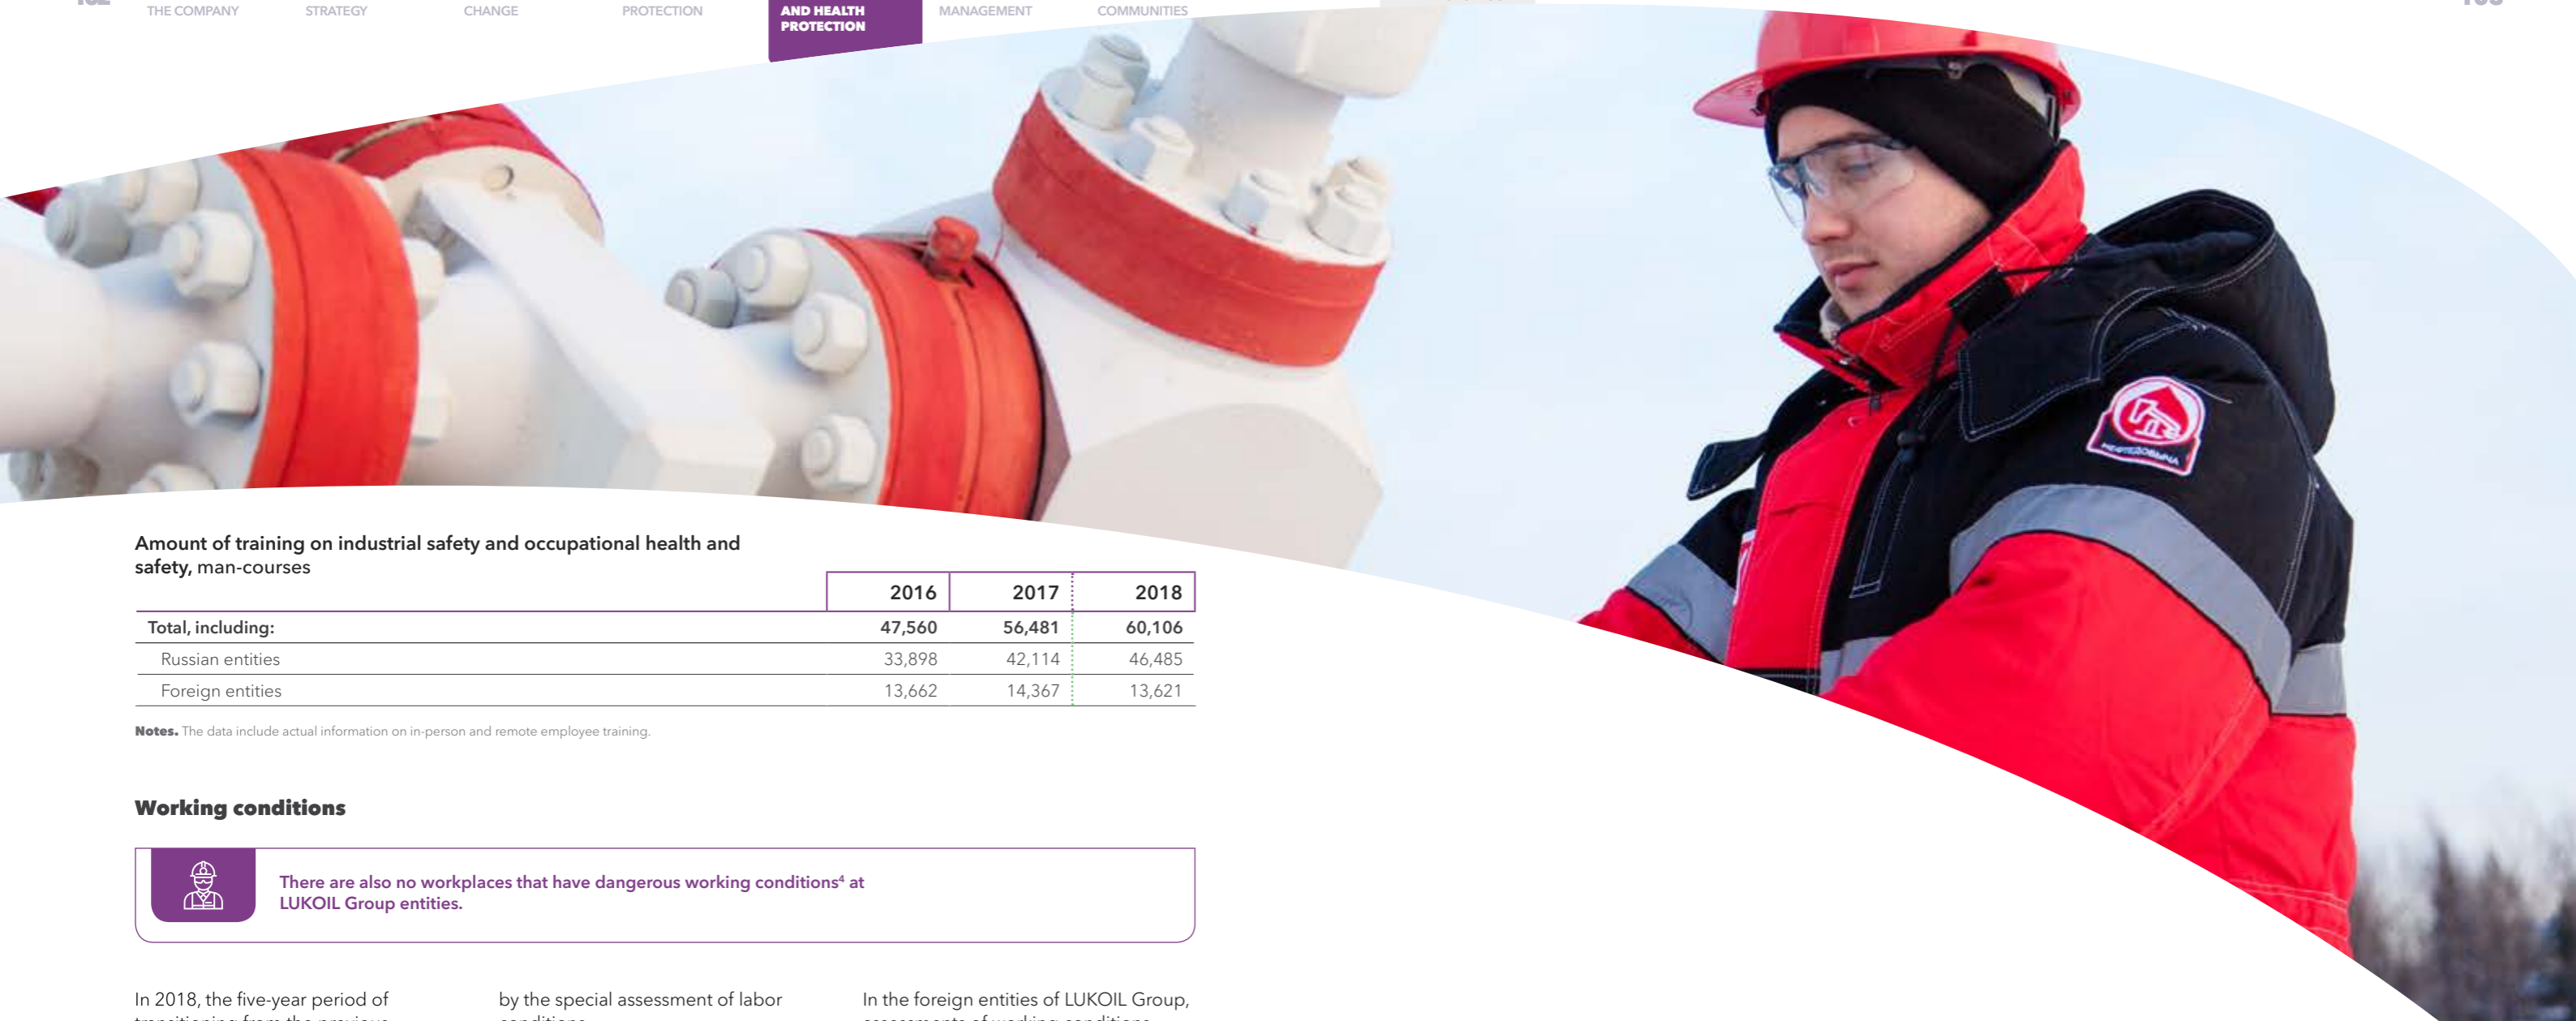 THE COMPANY
STRATEGY
CHANGE
PROTECTION
AND HEALTH
PROTECTION
MANAGEMENT
COMMUNITIES
НЕФТЕДОБЫЧА
Amount of training on industrial safety and occupational health and
safety, man-courses
2016 2017 2018
Total, including: 47,560 56,481 60,106
Russian entities 33,898 42,114 46,485
Foreign entities 13,662 14,367 13,621
Notes. The data include actual information on in-person and remote employee training.
Working conditions
There are also no workplaces that have dangerous working conditions⁴ at
LUKOIL Group entities.
In 2018, the five-year period of
by the special assessment of labor
In the foreign entities of LUKOIL Group,